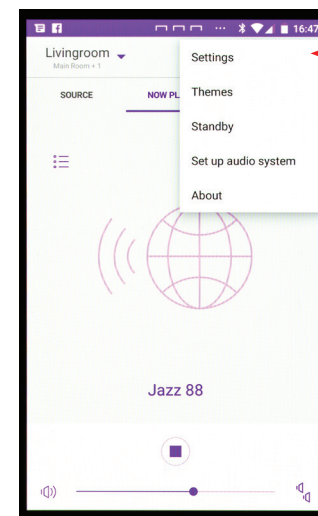 16:47
Livingroom
Main Room + 1
SOURCE
NOW PL
Settings
Themes
Standby
Set up audio system
About
Jazz 88